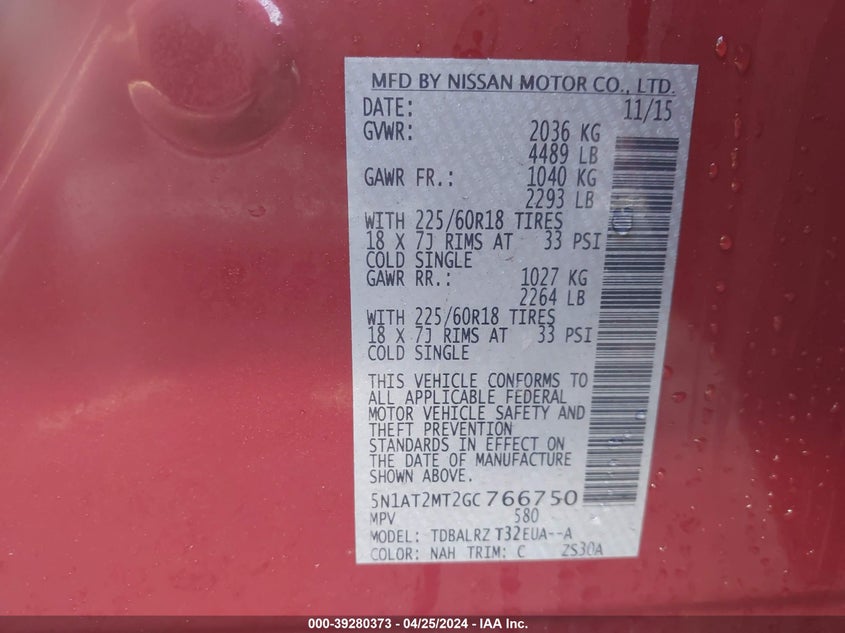 MFD BY NISSAN MOTOR CO., LTD.
DATE: 11/15
GVWR: 2036 KG
4489 LB
GAWR FR.: 1040 KG
2293 LB
WITH 225/60R18 TIRES
18 X 7J RIMS AT 33 PSI
COLD SINGLE
GAWR RR.: 1027 KG
2264 LB
WITH 225/60R18 TIRES
18 X 7J RIMS AT 33 PSI
COLD SINGLE
THIS VEHICLE CONFORMS TO
ALL APPLICABLE FEDERAL
MOTOR VEHICLE SAFETY AND
THEFT PREVENTION
STANDARDS IN EFFECT ON
THE DATE OF MANUFACTURE
SHOWN ABOVE.
5N1AT2MT2GC766750
MPV 580
MODEL: TDBALRZ T32EUA--A
COLOR: NAH TRIM: C ZS30A
000-39280373 - 04/25/2024 - IAA Inc.